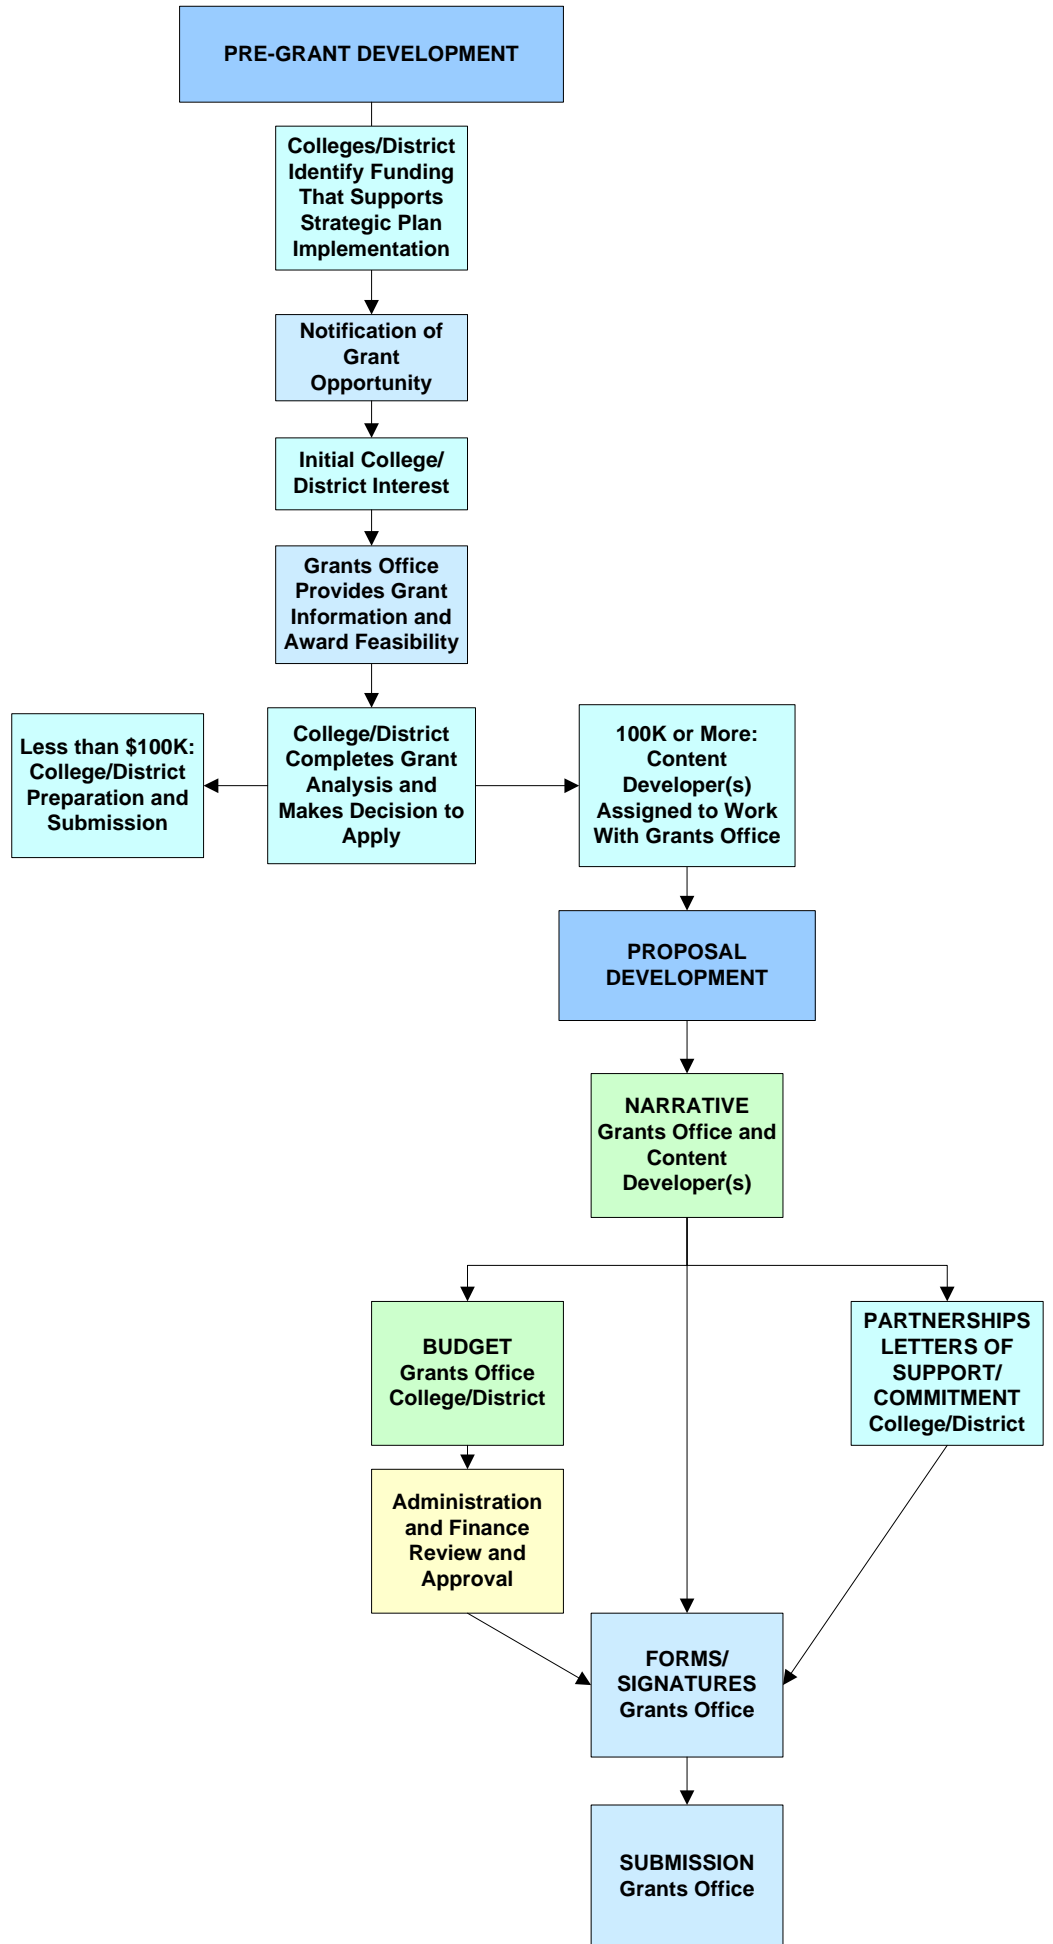 PRE-GRANT DEVELOPMENT
Colleges/District
Identify Funding
That Supports
Strategic Plan
Implementation
Notification of
Grant
Opportunity
Initial College/
District Interest
Grants Office
Provides Grant
Information and
Award Feasibility
Less than $100K:
College/District
Preparation and
Submission
College/District
Completes Grant
Analysis and
Makes Decision to
Apply
100K or More:
Content
Developer(s)
Assigned to Work
With Grants Office
PROPOSAL
DEVELOPMENT
NARRATIVE
Grants Office and
Content
Developer(s)
BUDGET
Grants Office
College/District
PARTNERSHIPS
LETTERS OF
SUPPORT/
COMMITMENT
College/District
Administration
and Finance
Review and
Approval
FORMS/
SIGNATURES
Grants Office
SUBMISSION
Grants Office